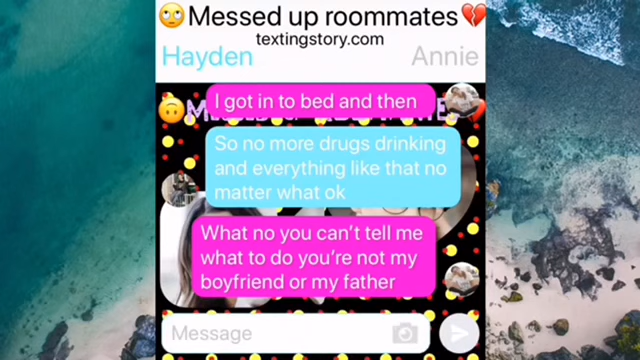 🙄Messed up roommates💔
textingstory.com
Hayden
Annie
I got in to bed and then
So no more drugs drinking
and everything like that no
matter what ok
What no you can't tell me
what to do you're not my
boyfriend or my father
Message